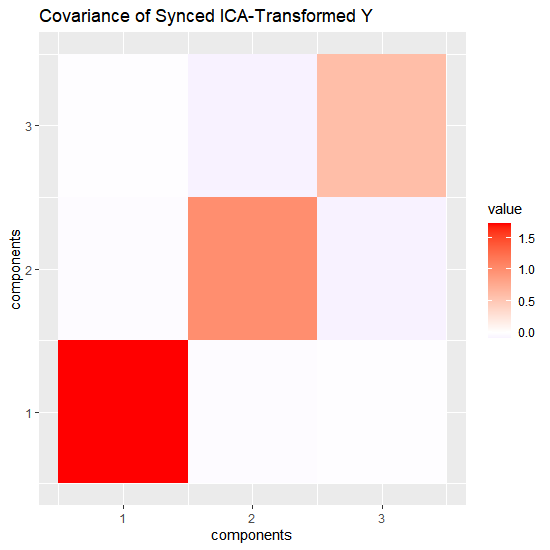 Covariance of Synced ICA-Transformed Y
3
2
1
components
1 2 3
components
value
1.5
1.0
0.5
0.0